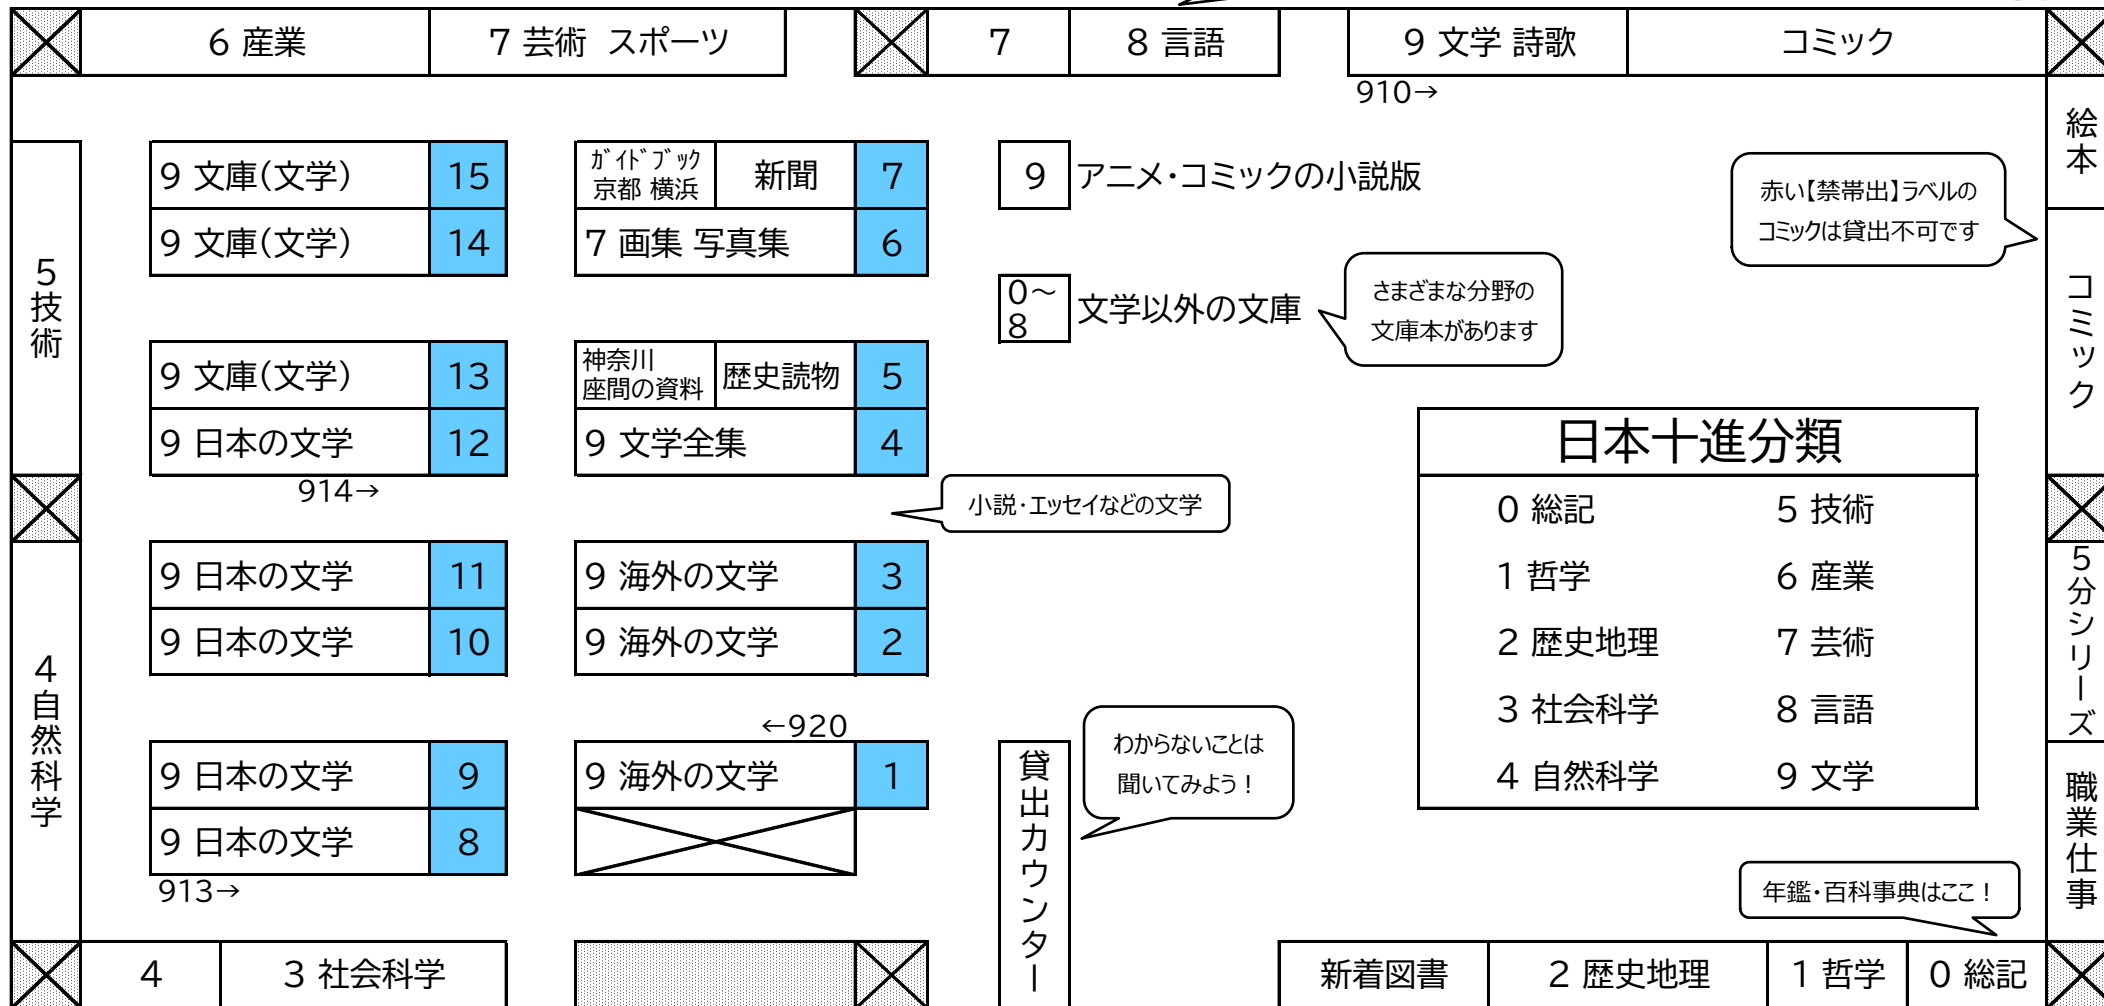 6 産業
7 芸術 スポーツ
7
8 言語
9 文学 詩歌
コミック
910→
絵本
9 文庫(文学)
15
ガイドブック
京都 横浜
新聞
7
9
アニメ・コミックの小説版
赤い【禁帯出】ラベルの
コミックは貸出不可です
9 文庫(文学)
14
7 画集 写真集
6
5 技術
0～
8
文学以外の文庫
さまざまな分野の
文庫本があります
コミック
9 文庫(文学)
13
神奈川
座間の資料
歴史読物
5
9 日本の文学
12
9 文学全集
4
914→
小説・エッセイなどの文学
日本十進分類
0 総記
5 技術
1 哲学
6 産業
2 歴史地理
7 芸術
3 社会科学
8 言語
4 自然科学
9 文学
9 日本の文学
11
9 海外の文学
3
5分シリーズ
9 日本の文学
10
9 海外の文学
2
4 自然科学
←920
9 日本の文学
9
9 海外の文学
1
貸出カウンター
わからないことは
聞いてみよう！
職業仕事
9 日本の文学
8
913→
年鑑・百科事典はここ！
4
3 社会科学
新着図書
2 歴史地理
1 哲学
0 総記